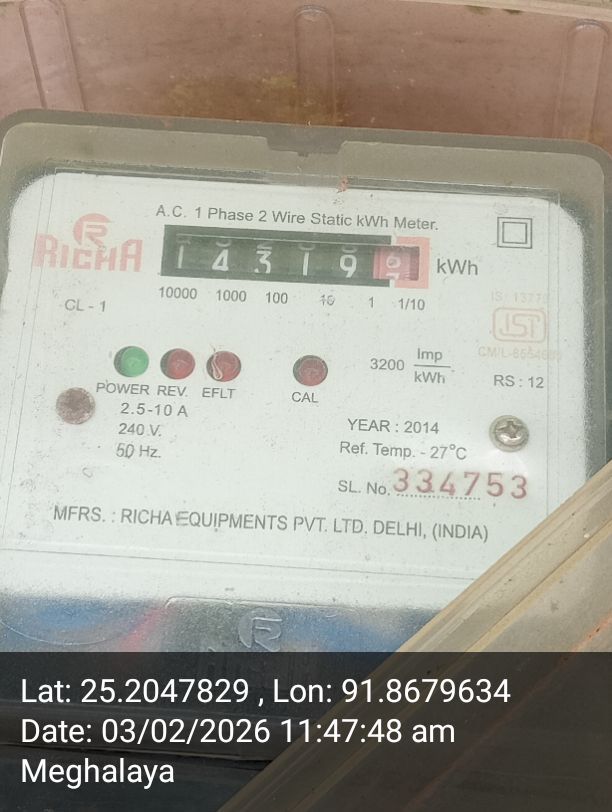 A.C. 1 Phase 2 Wire Static kWh Meter.
RICHA
1 4 3 1 9 kWh
10000 1000 100 10 1 1/10
CL - 1
IS: 13779
ISI
3200 Imp
kWh
RS : 12
POWER REV. EFLT CAL
2.5-10 A
240 V.
50 Hz.
YEAR : 2014
Ref. Temp. - 27°C
SL. No. 334753
MFRS. : RICHA EQUIPMENTS PVT. LTD. DELHI, (INDIA)
Lat: 25.2047829 , Lon: 91.8679634
Date: 03/02/2026 11:47:48 am
Meghalaya